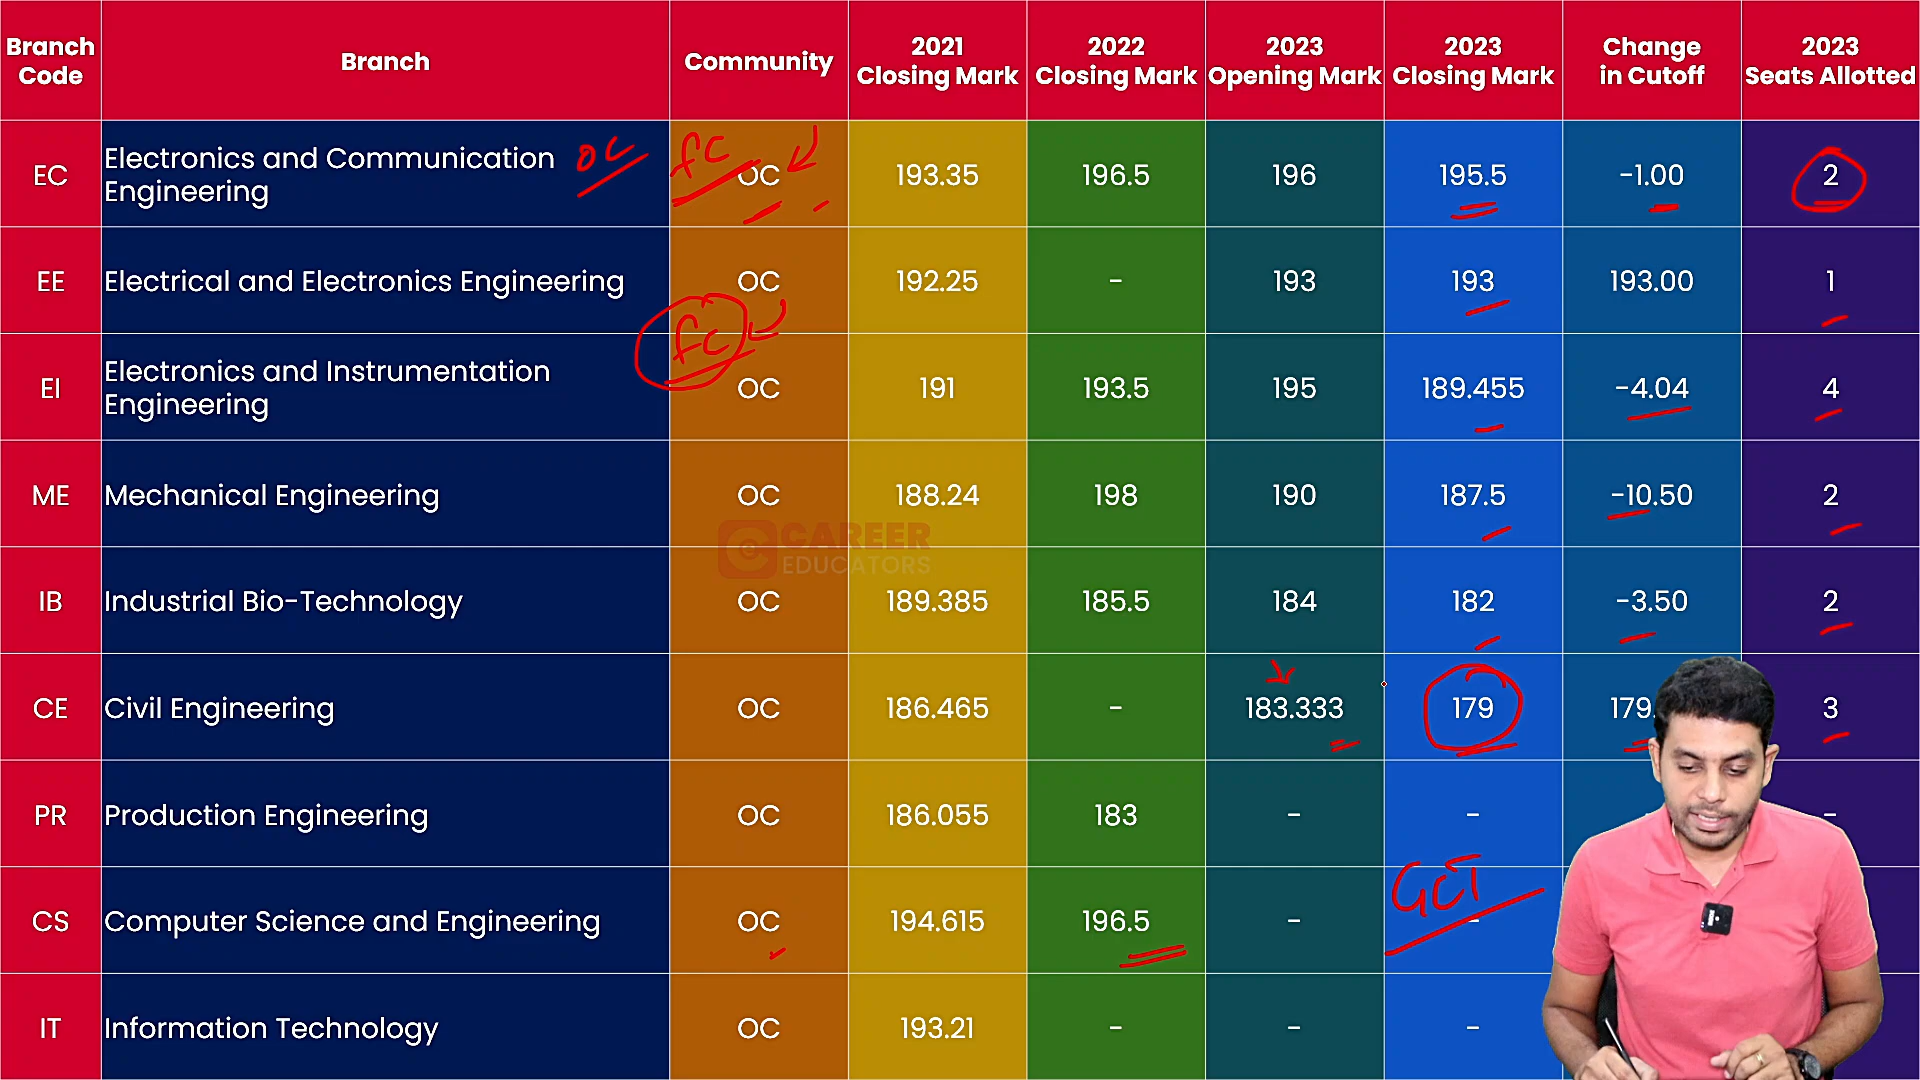 Branch Code
Branch
Community
2021 Closing Mark
2022 Closing Mark
2023 Opening Mark
2023 Closing Mark
Change in Cutoff
2023 Seats Allotted
EC
Electronics and Communication
Engineering
OC
fc
OC
193.35
196.5
196
195.5
-1.00
2
EE
Electrical and Electronics Engineering
OC
192.25
-
193
193
193.00
1
fc
EI
Electronics and Instrumentation
Engineering
OC
191
193.5
195
189.455
-4.04
4
ME
Mechanical Engineering
OC
188.24
198
190
187.5
-10.50
2
CAREER
EDUCATORS
IB
Industrial Bio-Technology
OC
189.385
185.5
184
182
-3.50
2
CE
Civil Engineering
OC
186.465
-
183.333
179
179.
3
PR
Production Engineering
OC
186.055
183
-
-
-
GCT
CS
Computer Science and Engineering
OC
194.615
196.5
-
-
IT
Information Technology
OC
193.21
-
-
-